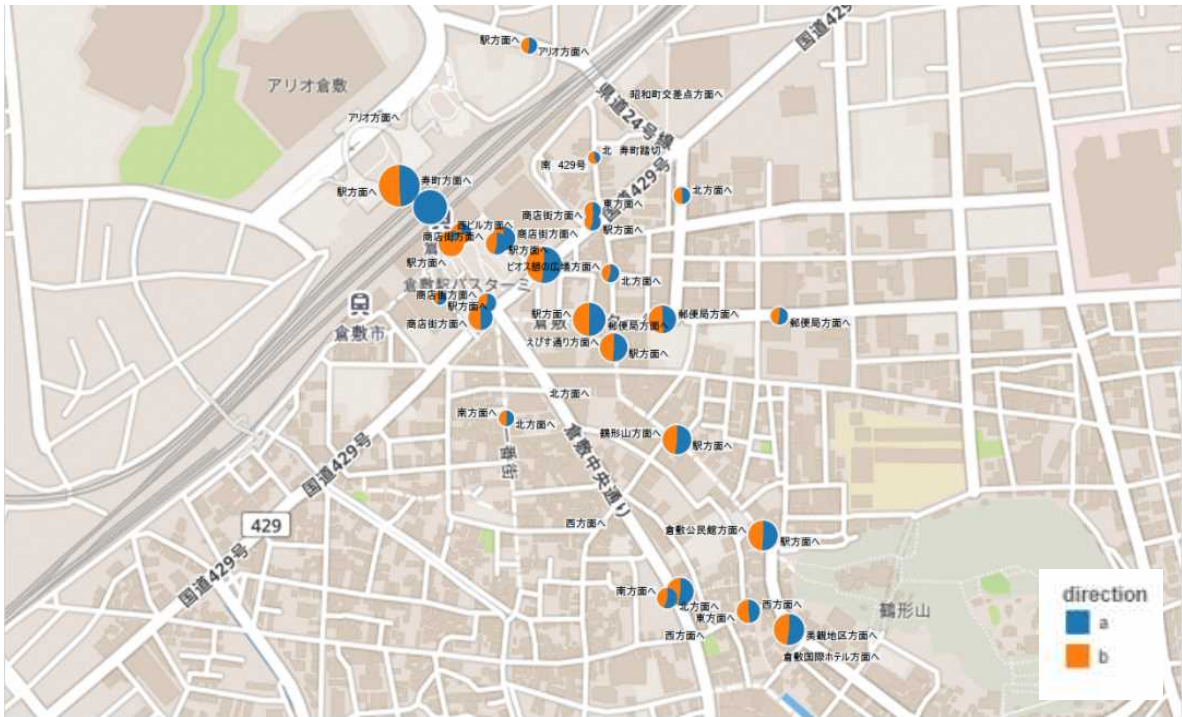 駅方面へ
アリオ方面へ
国道429号
アリオ倉敷
昭和町交差点方面へ
県道24号線
アリオ方面へ
北 寿町踏切
南 429号
寿町方面へ
駅方面へ
北方面へ
国道429号
東方面へ
商店街方面へ
駅方面へ
西ビル方面へ
商店街方面へ
商店街方面へ
駅方面へ
駅方面へ
ビオス憩の広場方面へ
北方面へ
倉敷駅バスターミ
商店街方面へ
駅方面へ
倉敷市
商店街方面へ
駅方面へ
倉敷
郵便局方面へ
郵便局方面へ
郵便局方面へ
えびす通り方面へ
駅方面へ
北方面へ
南方面へ
北方面へ
一番街
倉敷中央通り
鶴形山方面へ
駅方面へ
国道429号
429
国道429号
西方面へ
倉敷公民館方面へ
駅方面へ
南方面へ
北方面へ
西方面へ
東方面へ
西方面へ
美観地区方面へ
倉敷国際ホテル方面へ
鶴形山
direction
a
b